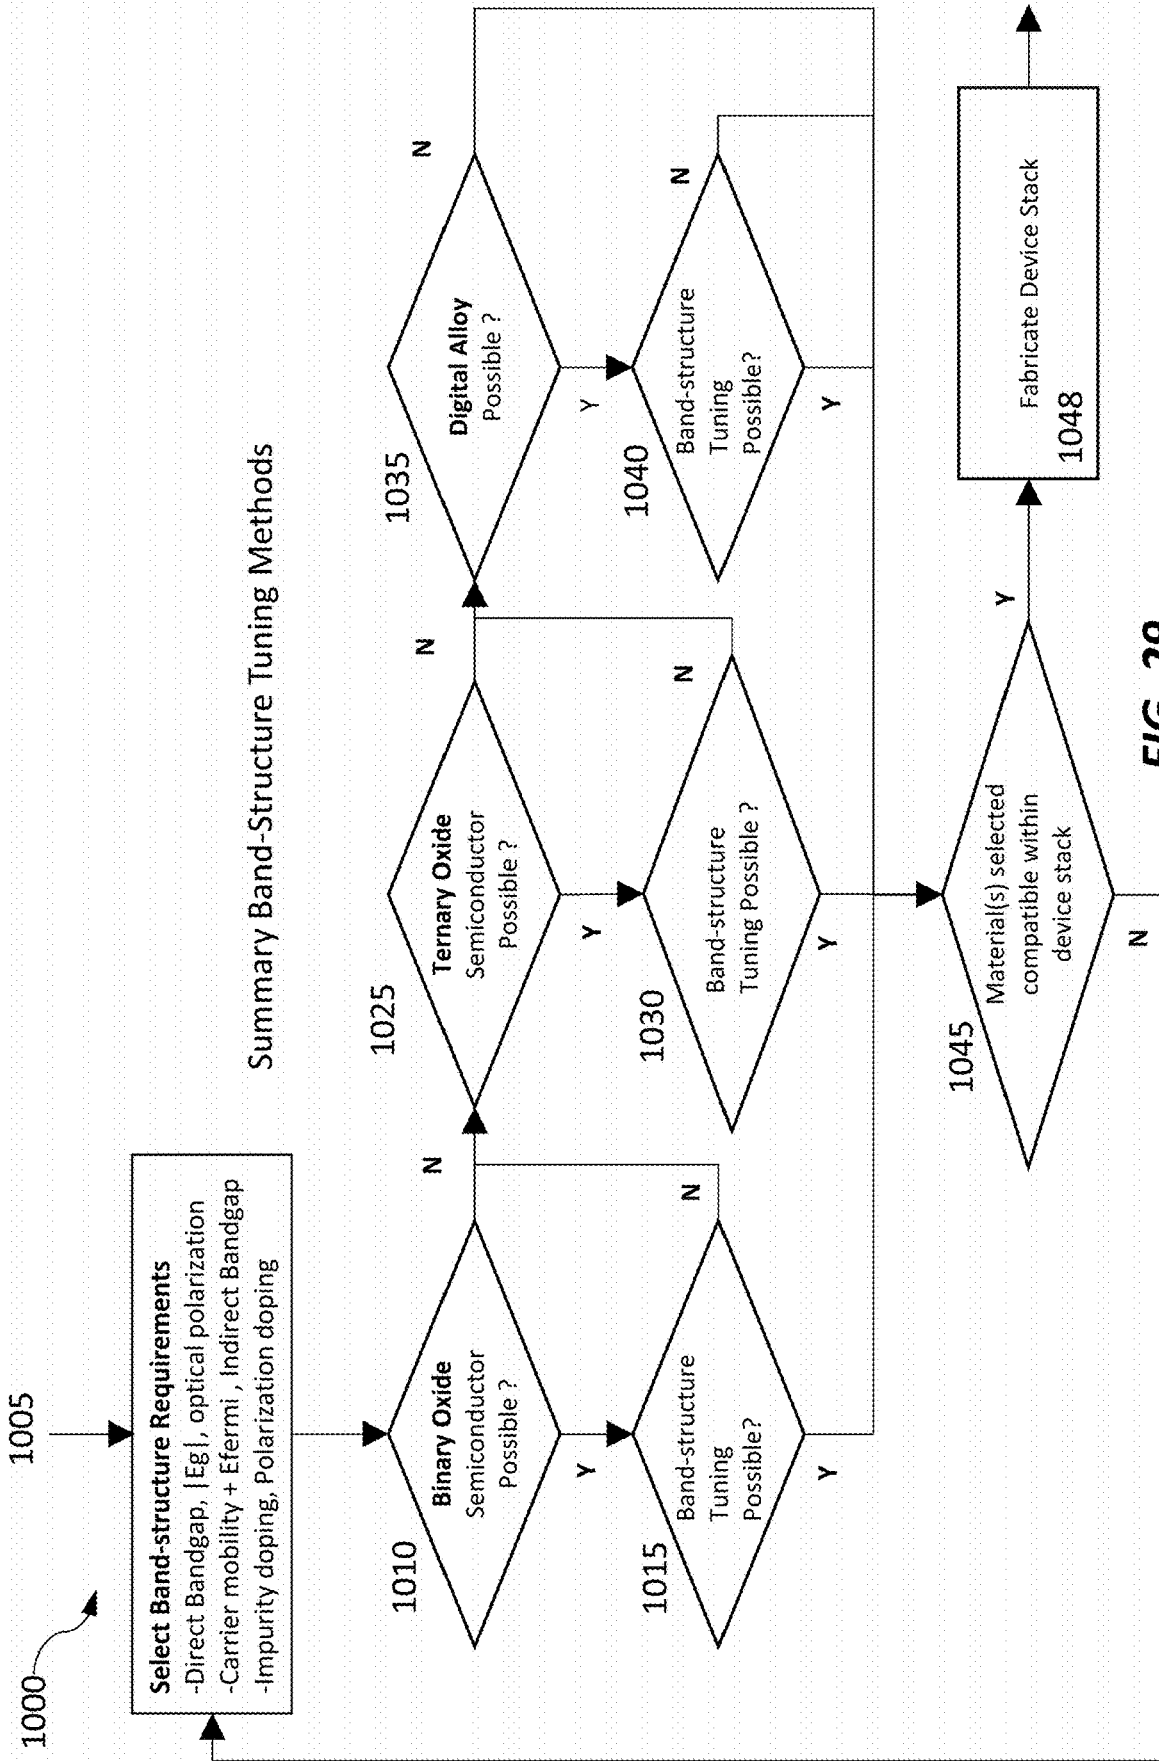 1000
1005
Summary Band-Structure Tuning Methods
Select Band-structure Requirements
-Direct Bandgap, |Eg|, optical polarization
-Carrier mobility + Efermi , Indirect Bandgap
-Impurity doping, Polarization doping
1010
Binary Oxide
Semiconductor
Possible ?
N
Y
1015
Band-structure
Tuning
Possible?
N
Y
1025
Ternary Oxide
Semiconductor
Possible ?
N
Y
1030
Band-structure
Tuning Possible ?
N
Y
1035
Digital Alloy
Possible ?
N
Y
1040
Band-structure
Tuning
Possible?
N
Y
1045
Material(s) selected
compatible within
device stack
Y
N
Fabricate Device Stack
1048
FIG. 29